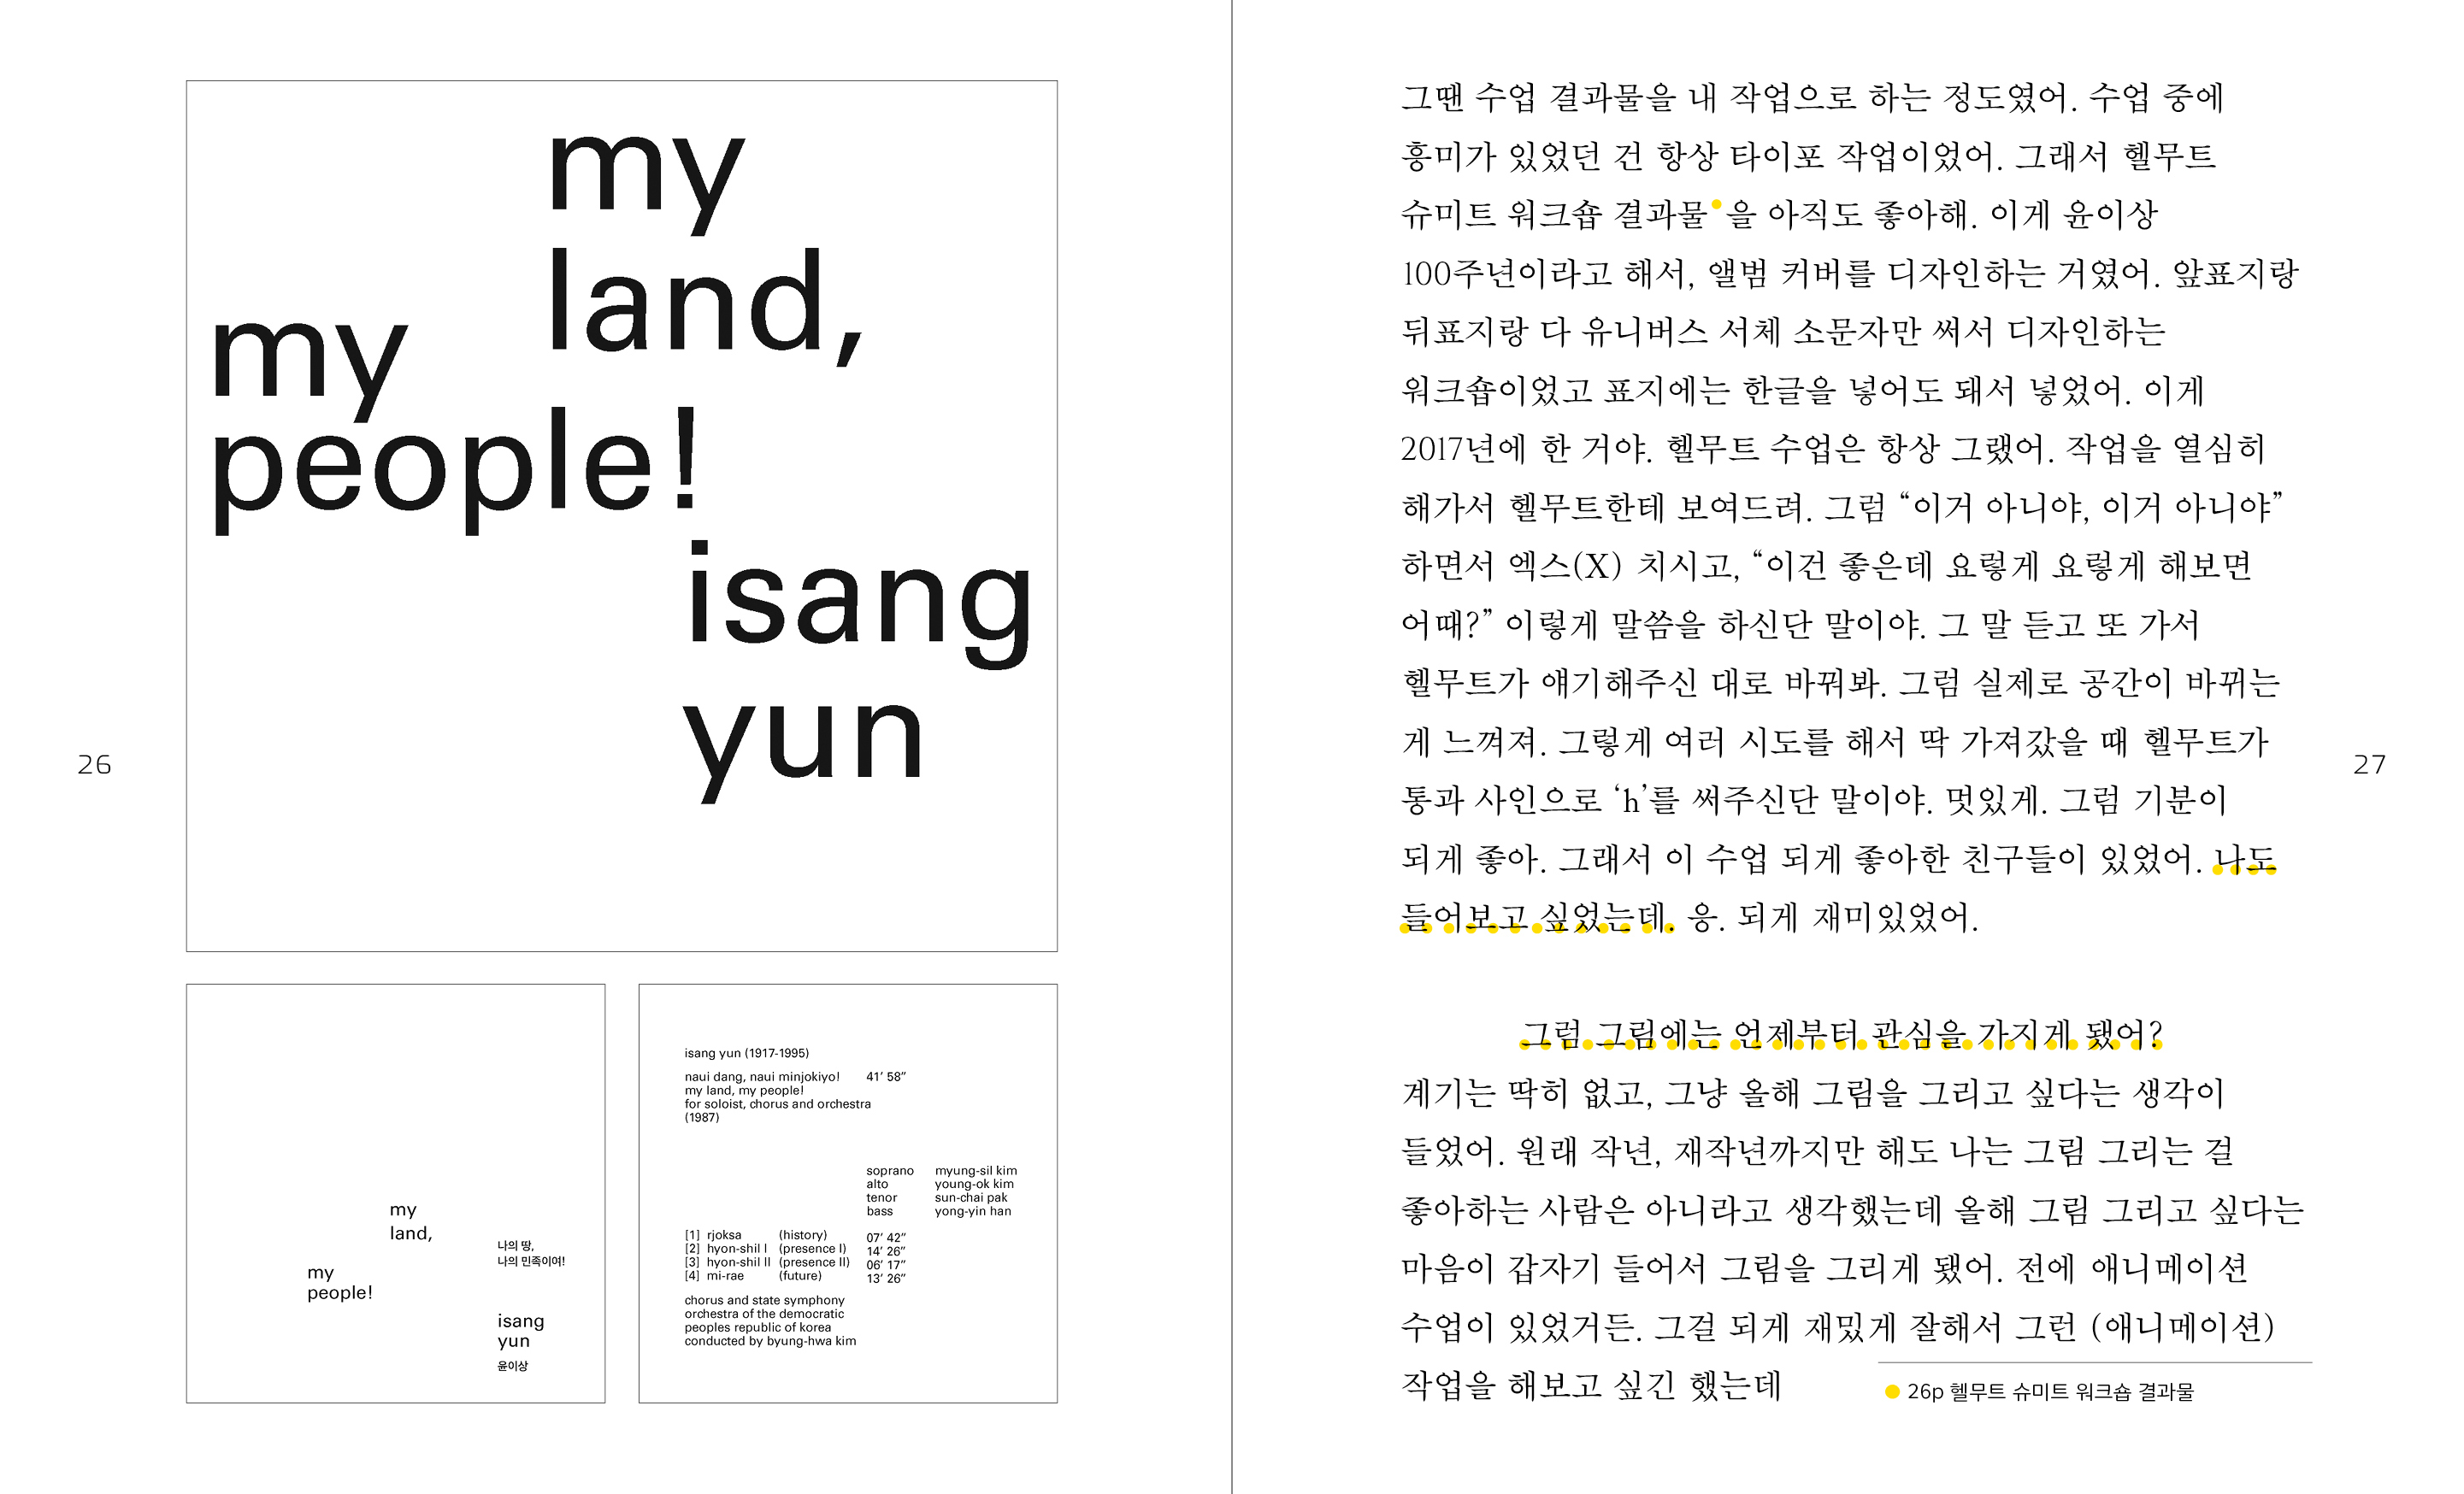 my
land,
my
people!
isang
yun
26
my
land,
나의 땅,
나의 민족이여!
my
people!
isang
yun
윤이상
isang yun (1917-1995)
naui dang, naui minjokiyo! 41’ 58”
my land, my people!
for soloist, chorus and orchestra
(1987)
soprano myung-sil kim
alto young-ok kim
tenor sun-chai pak
bass yong-yin han
[1] rjoksa (history) 07’ 42”
[2] hyon-shil I (presence I) 14’ 26”
[3] hyon-shil II (presence II) 06’ 17”
[4] mi-rae (future) 13’ 26”
chorus and state symphony
orchestra of the democratic
peoples republic of korea
conducted by byung-hwa kim
그땐 수업 결과물을 내 작업으로 하는 정도였어. 수업 중에
흥미가 있었던 건 항상 타이포 작업이었어. 그래서 헬무트
슈미트 워크숍 결과물•을 아직도 좋아해. 이게 윤이상
100주년이라고 해서, 앨범 커버를 디자인하는 거였어. 앞표지랑
뒤표지랑 다 유니버스 서체 소문자만 써서 디자인하는
워크숍이었고 표지에는 한글을 넣어도 돼서 넣었어. 이게
2017년에 한 거야. 헬무트 수업은 항상 그랬어. 작업을 열심히
해가서 헬무트한테 보여드려. 그럼 “이거 아니야, 이거 아니야”
하면서 엑스(X) 치시고, “이건 좋은데 요렇게 요렇게 해보면
어때?” 이렇게 말씀을 하신단 말이야. 그 말 듣고 또 가서
헬무트가 얘기해주신 대로 바꿔봐. 그럼 실제로 공간이 바뀌는
게 느껴져. 그렇게 여러 시도를 해서 딱 가져갔을 때 헬무트가
통과 사인으로 ‘h’를 써주신단 말이야. 멋있게. 그럼 기분이
되게 좋아. 그래서 이 수업 되게 좋아한 친구들이 있었어. 나도
들어보고 싶었는데. 응. 되게 재미있었어.
그럼 그림에는 언제부터 관심을 가지게 됐어?
계기는 딱히 없고, 그냥 올해 그림을 그리고 싶다는 생각이
들었어. 원래 작년, 재작년까지만 해도 나는 그림 그리는 걸
좋아하는 사람은 아니라고 생각했는데 올해 그림 그리고 싶다는
마음이 갑자기 들어서 그림을 그리게 됐어. 전에 애니메이션
수업이 있었거든. 그걸 되게 재밌게 잘해서 그런 (애니메이션)
작업을 해보고 싶긴 했는데
● 26p 헬무트 슈미트 워크숍 결과물
27